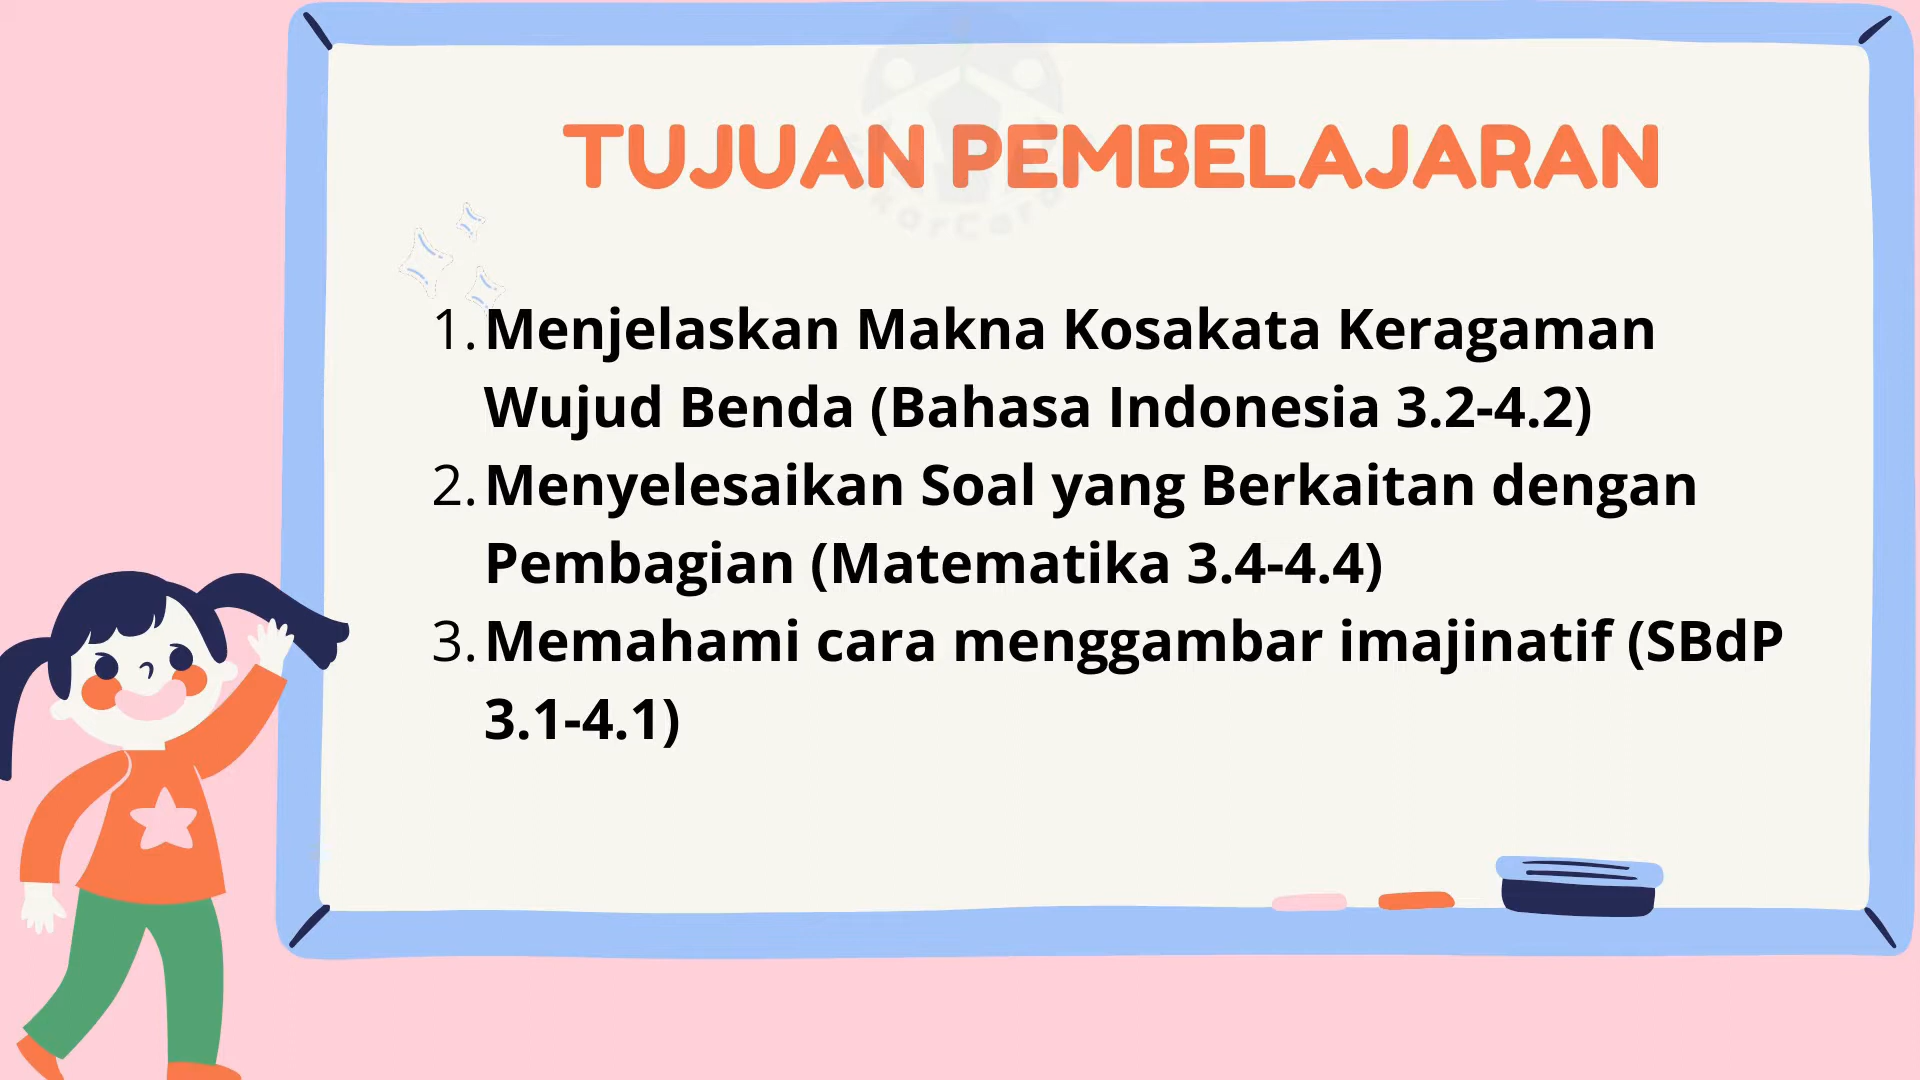 TUJUAN PEMBELAJARAN
1. Menjelaskan Makna Kosakata Keragaman
Wujud Benda (Bahasa Indonesia 3.2-4.2)
2. Menyelesaikan Soal yang Berkaitan dengan
Pembagian (Matematika 3.4-4.4)
3. Memahami cara menggambar imajinatif (SBdP
3.1-4.1)